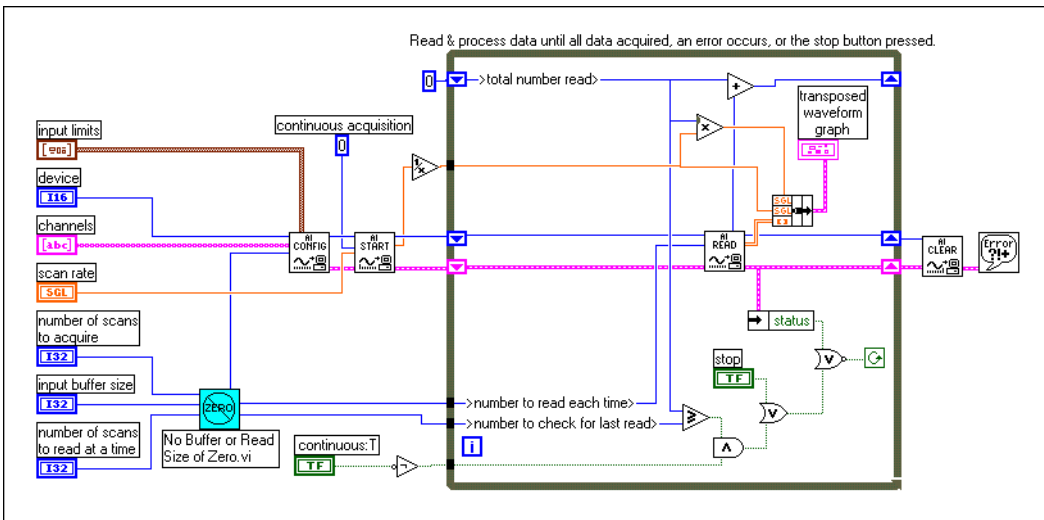 Read & process data until all data acquired, an error occurs, or the stop button pressed.
0
>total number read>
+
transposed
waveform
graph
input limits
continuous acquisition
0
x
1/x
device
I16
SGL
SGL
channels
[abc]
AI
CONFIG
AI
START
AI
READ
AI
CLEAR
Error
?!+
scan rate
SGL
number of scans
to acquire
I32
status
V
stop
TF
input buffer size
I32
ZERO
>number to read each time>
V
>number to check for last read>
≥
number of scans
to read at a time
I32
No Buffer or Read
Size of Zero.vi
continuous:T
TF
i
Λ